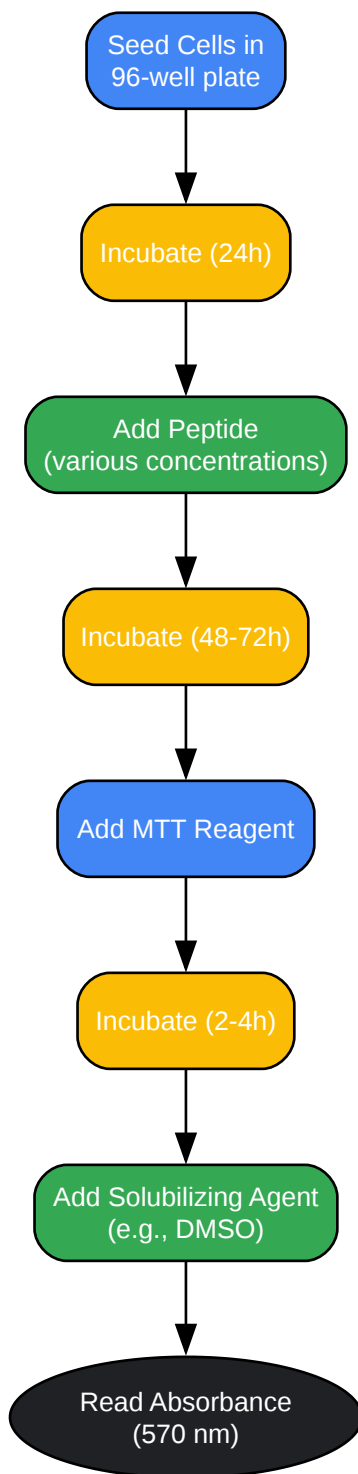 Seed Cells in
96-well plate
Incubate (24h)
Add Peptide
(various concentrations)
Incubate (48-72h)
Add MTT Reagent
Incubate (2-4h)
Add Solubilizing Agent
(e.g., DMSO)
Read Absorbance
(570 nm)